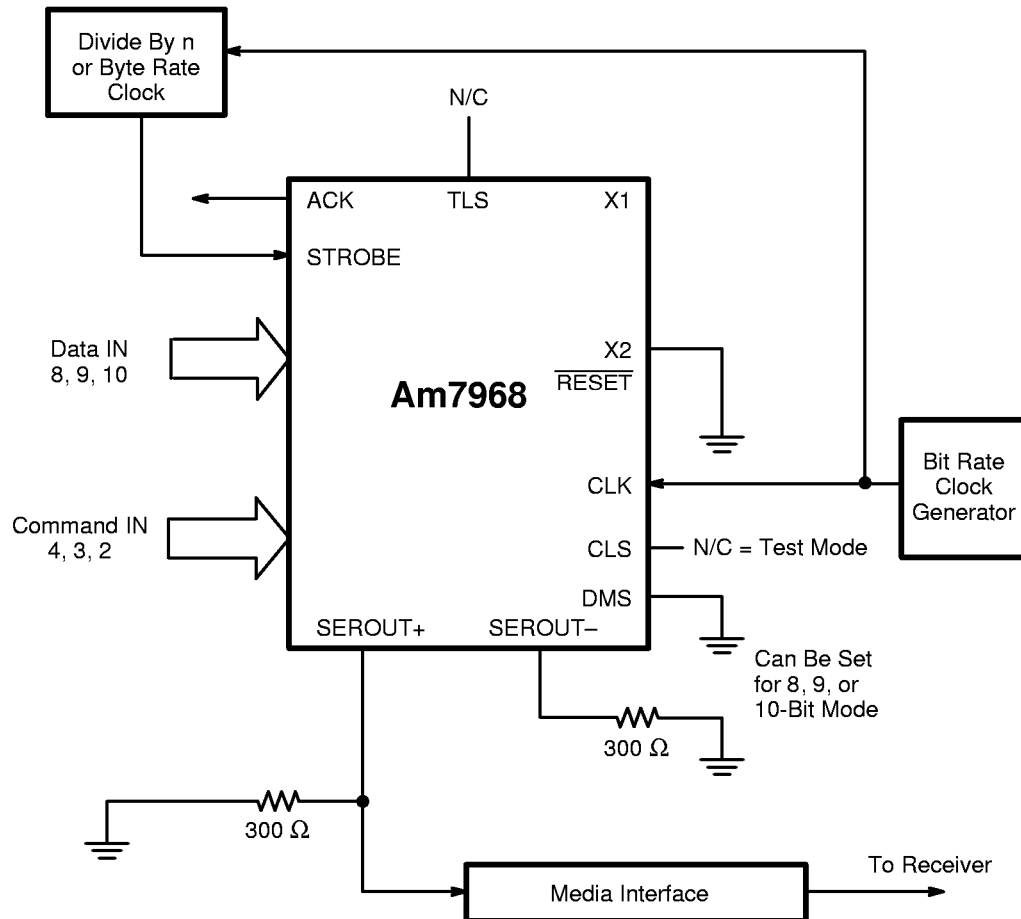 Divide By n
or Byte Rate
Clock
N/C
ACK
TLS
X1
STROBE
Data IN
8, 9, 10
X2
RESET
Am7968
Bit Rate
Clock
Generator
CLK
Command IN
4, 3, 2
CLS
N/C = Test Mode
DMS
SEROUT+
SEROUT–
Can Be Set
for 8, 9, or
10-Bit Mode
300 Ω
300 Ω
To Receiver
Media Interface